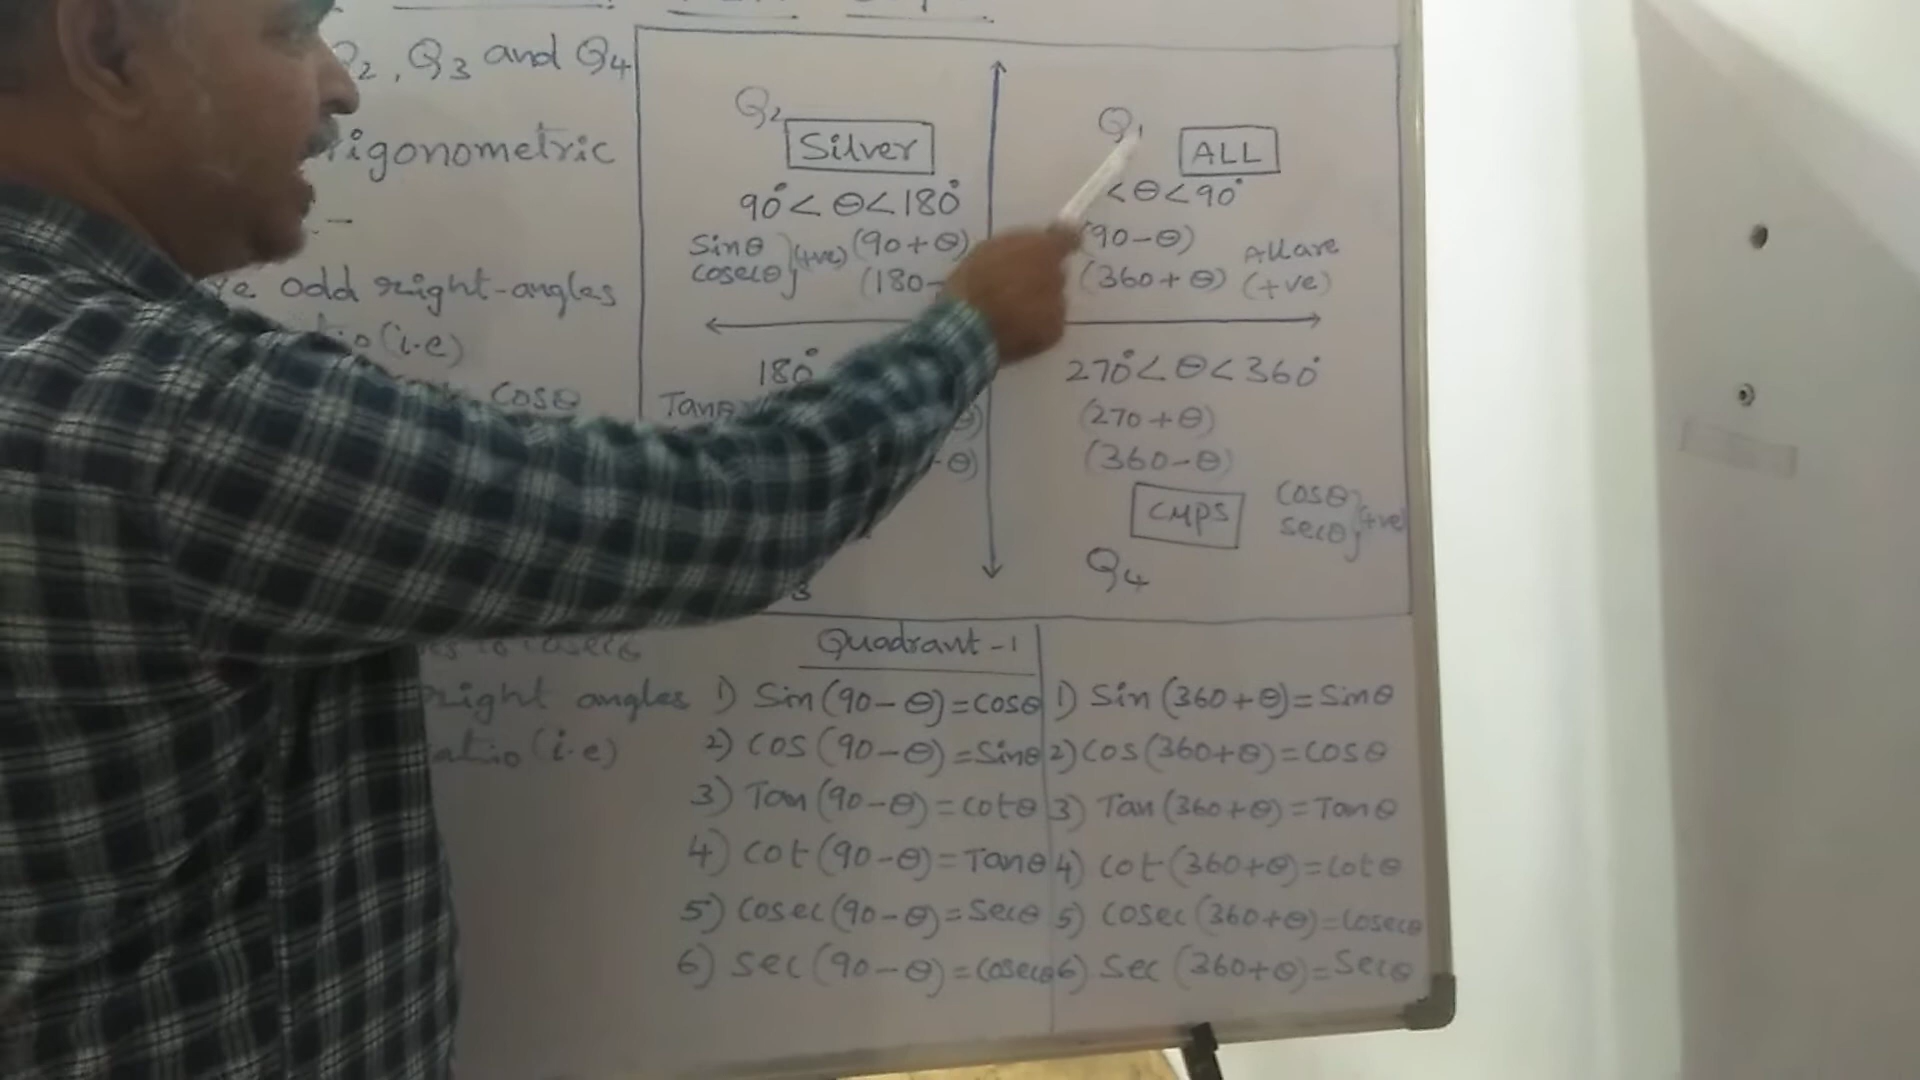 Q2, Q3 and Q4
Trigonometric
odd right-angles
(i.e)
Cosθ
right angles
(i.e)
Q2
Silver
90°<θ<180°
Sinθ
Cosecθ } (+ve)
(90+θ)
(180-
Q1
ALL
<θ<90°
(90-θ)
(360+θ)
All are
(+ve)
180°
Tanθ
270°<θ<360°
(270+θ)
(360-θ)
CUPS
Cosθ
Secθ } +ve
Q4
Quadrant-1
1) Sin(90-θ)=Cosθ
2) Cos(90-θ)=Sinθ
3) Tan(90-θ)=Cotθ
4) Cot(90-θ)=Tanθ
5) Cosec(90-θ)=Secθ
6) Sec(90-θ)=Cosecθ
1) Sin(360+θ)=Sinθ
2) Cos(360+θ)=Cosθ
3) Tan(360+θ)=Tanθ
4) Cot(360+θ)=Cotθ
5) Cosec(360+θ)=Cosecθ
6) Sec(360+θ)=Secθ